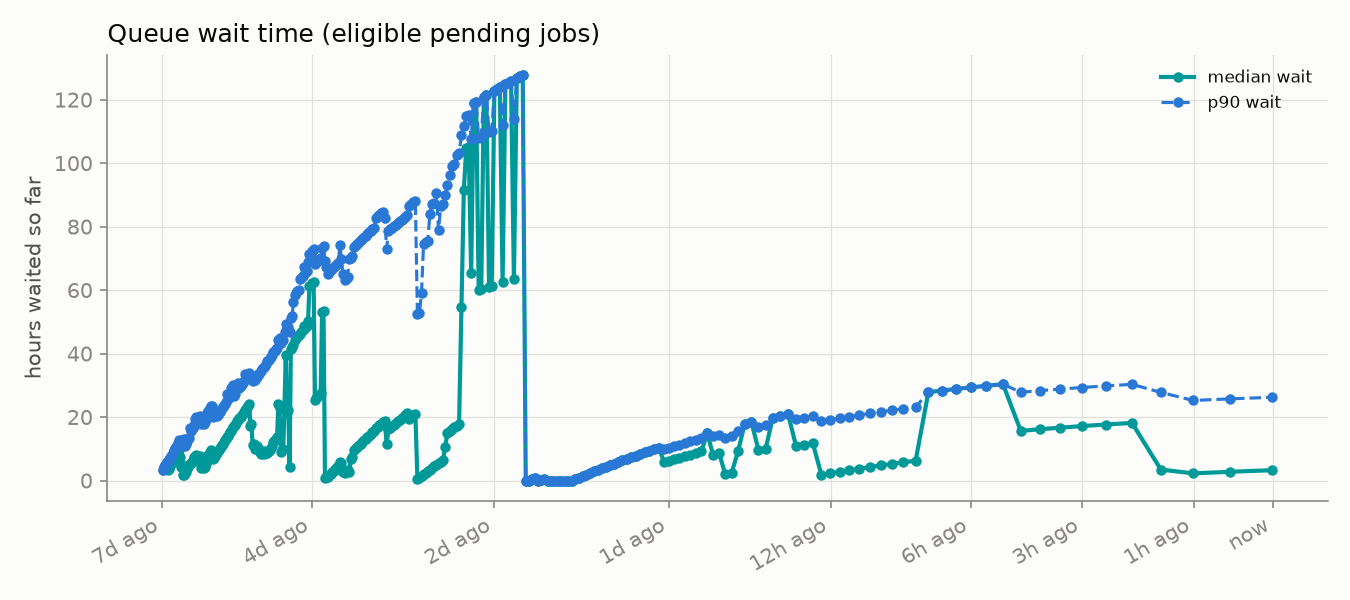 Queue wait time (eligible pending jobs)
median wait
p90 wait
hours waited so far
120
100
80
60
40
20
0
7d ago
4d ago
2d ago
1d ago
12h ago
6h ago
3h ago
1h ago
now